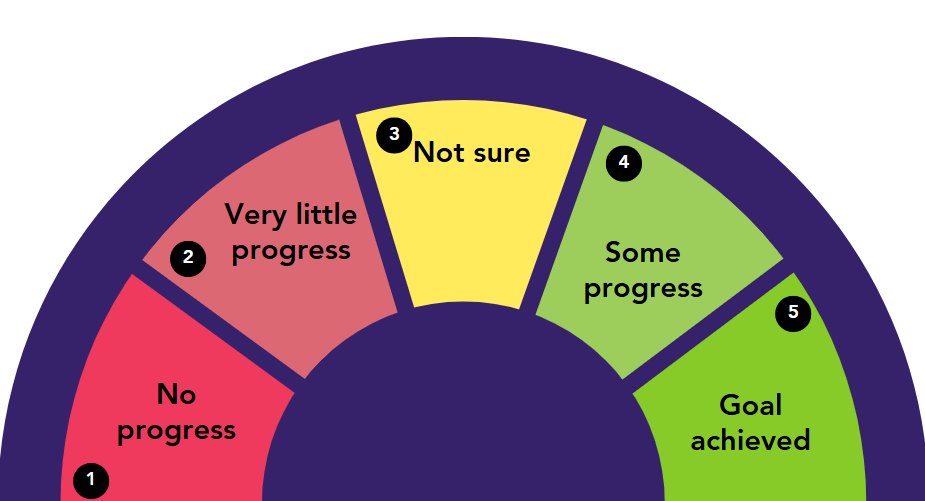 1
No
progress
2
Very little
progress
3
Not sure
4
Some
progress
5
Goal
achieved